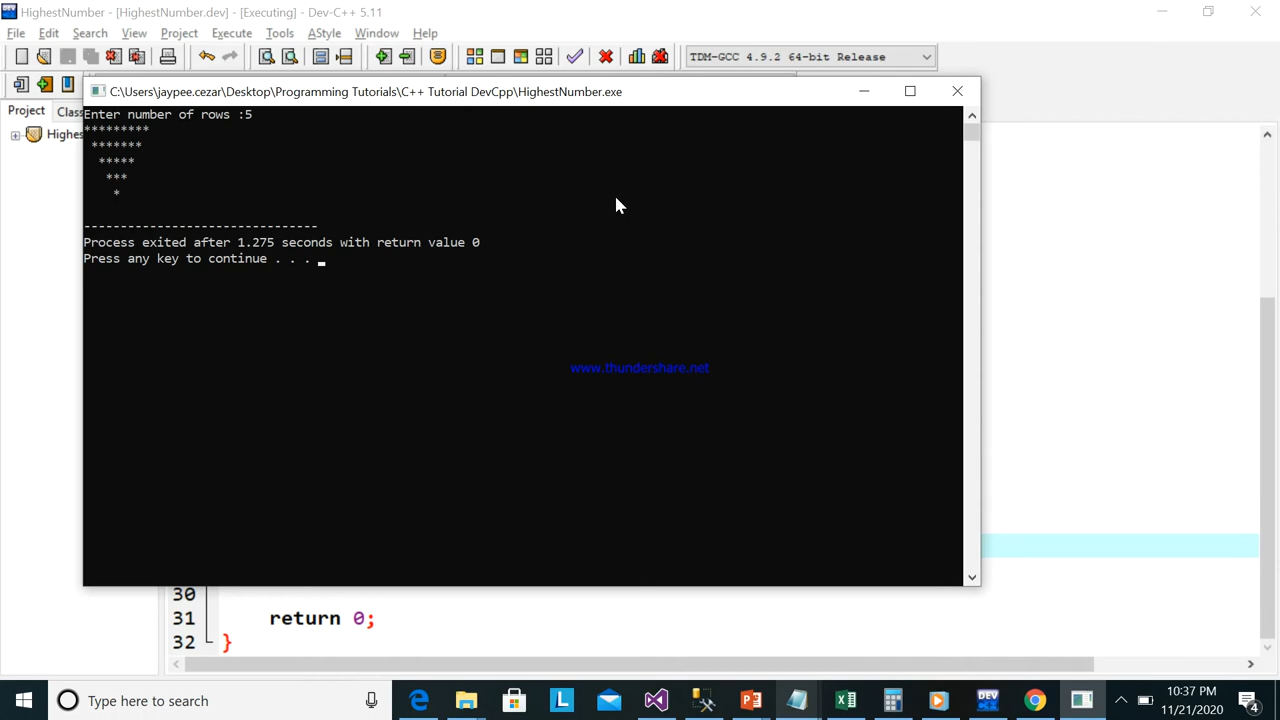 HighestNumber - [HighestNumber.dev] - [Executing] - Dev-C++ 5.11
File Edit Search View Project Execute Tools AStyle Window Help
TDM-GCC 4.9.2 64-bit Release
C:\Users\jaypee.cezar\Desktop\Programming Tutorials\C++ Tutorial DevCpp\HighestNumber.exe
Project Clas
Highes
Enter number of rows :5
*********
 *******
  *****
   ***
    *
--------------------------------
Process exited after 1.275 seconds with return value 0
Press any key to continue . . .
www.thundershare.net
30
31 return 0;
32 }
Type here to search
10:37 PM
11/21/2020
4